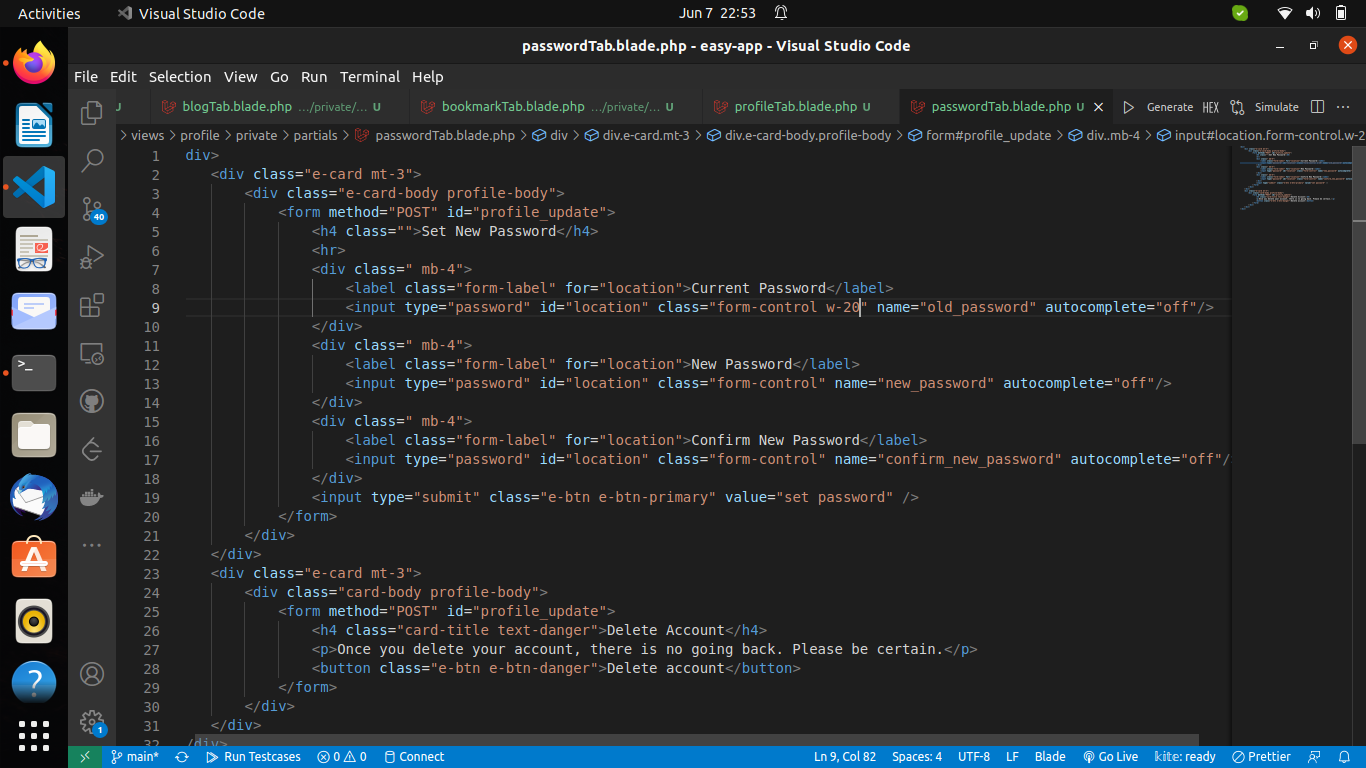 Activities
Visual Studio Code
Jun 7 22:53
passwordTab.blade.php - easy-app - Visual Studio Code
File Edit Selection View Go Run Terminal Help
U
blogTab.blade.php .../private/... U
bookmarkTab.blade.php .../private/... U
profileTab.blade.php U
passwordTab.blade.php U
Generate HEX Simulate
> views > profile > private > partials > passwordTab.blade.php > div > div.e-card.mt-3 > div.e-card-body.profile-body > form#profile_update > div..mb-4 > input#location.form-control.w-2
1 div>
2 <div class="e-card mt-3">
3 <div class="e-card-body profile-body">
4 <form method="POST" id="profile_update">
5 <h4 class="">Set New Password</h4>
6 <hr>
7 <div class=" mb-4">
8 <label class="form-label" for="location">Current Password</label>
9 <input type="password" id="location" class="form-control w-20" name="old_password" autocomplete="off"/>
10 </div>
11 <div class=" mb-4">
12 <label class="form-label" for="location">New Password</label>
13 <input type="password" id="location" class="form-control" name="new_password" autocomplete="off"/>
14 </div>
15 <div class=" mb-4">
16 <label class="form-label" for="location">Confirm New Password</label>
17 <input type="password" id="location" class="form-control" name="confirm_new_password" autocomplete="off"/
18 </div>
19 <input type="submit" class="e-btn e-btn-primary" value="set password" />
20 </form>
21 </div>
22 </div>
23 <div class="e-card mt-3">
24 <div class="card-body profile-body">
25 <form method="POST" id="profile_update">
26 <h4 class="card-title text-danger">Delete Account</h4>
27 <p>Once you delete your account, there is no going back. Please be certain.</p>
28 <button class="e-btn e-btn-danger">Delete account</button>
29 </form>
30 </div>
31 </div>
32 /div>
40
1
main* Run Testcases 0 0 Connect Ln 9, Col 82 Spaces: 4 UTF-8 LF Blade Go Live kite: ready Prettier